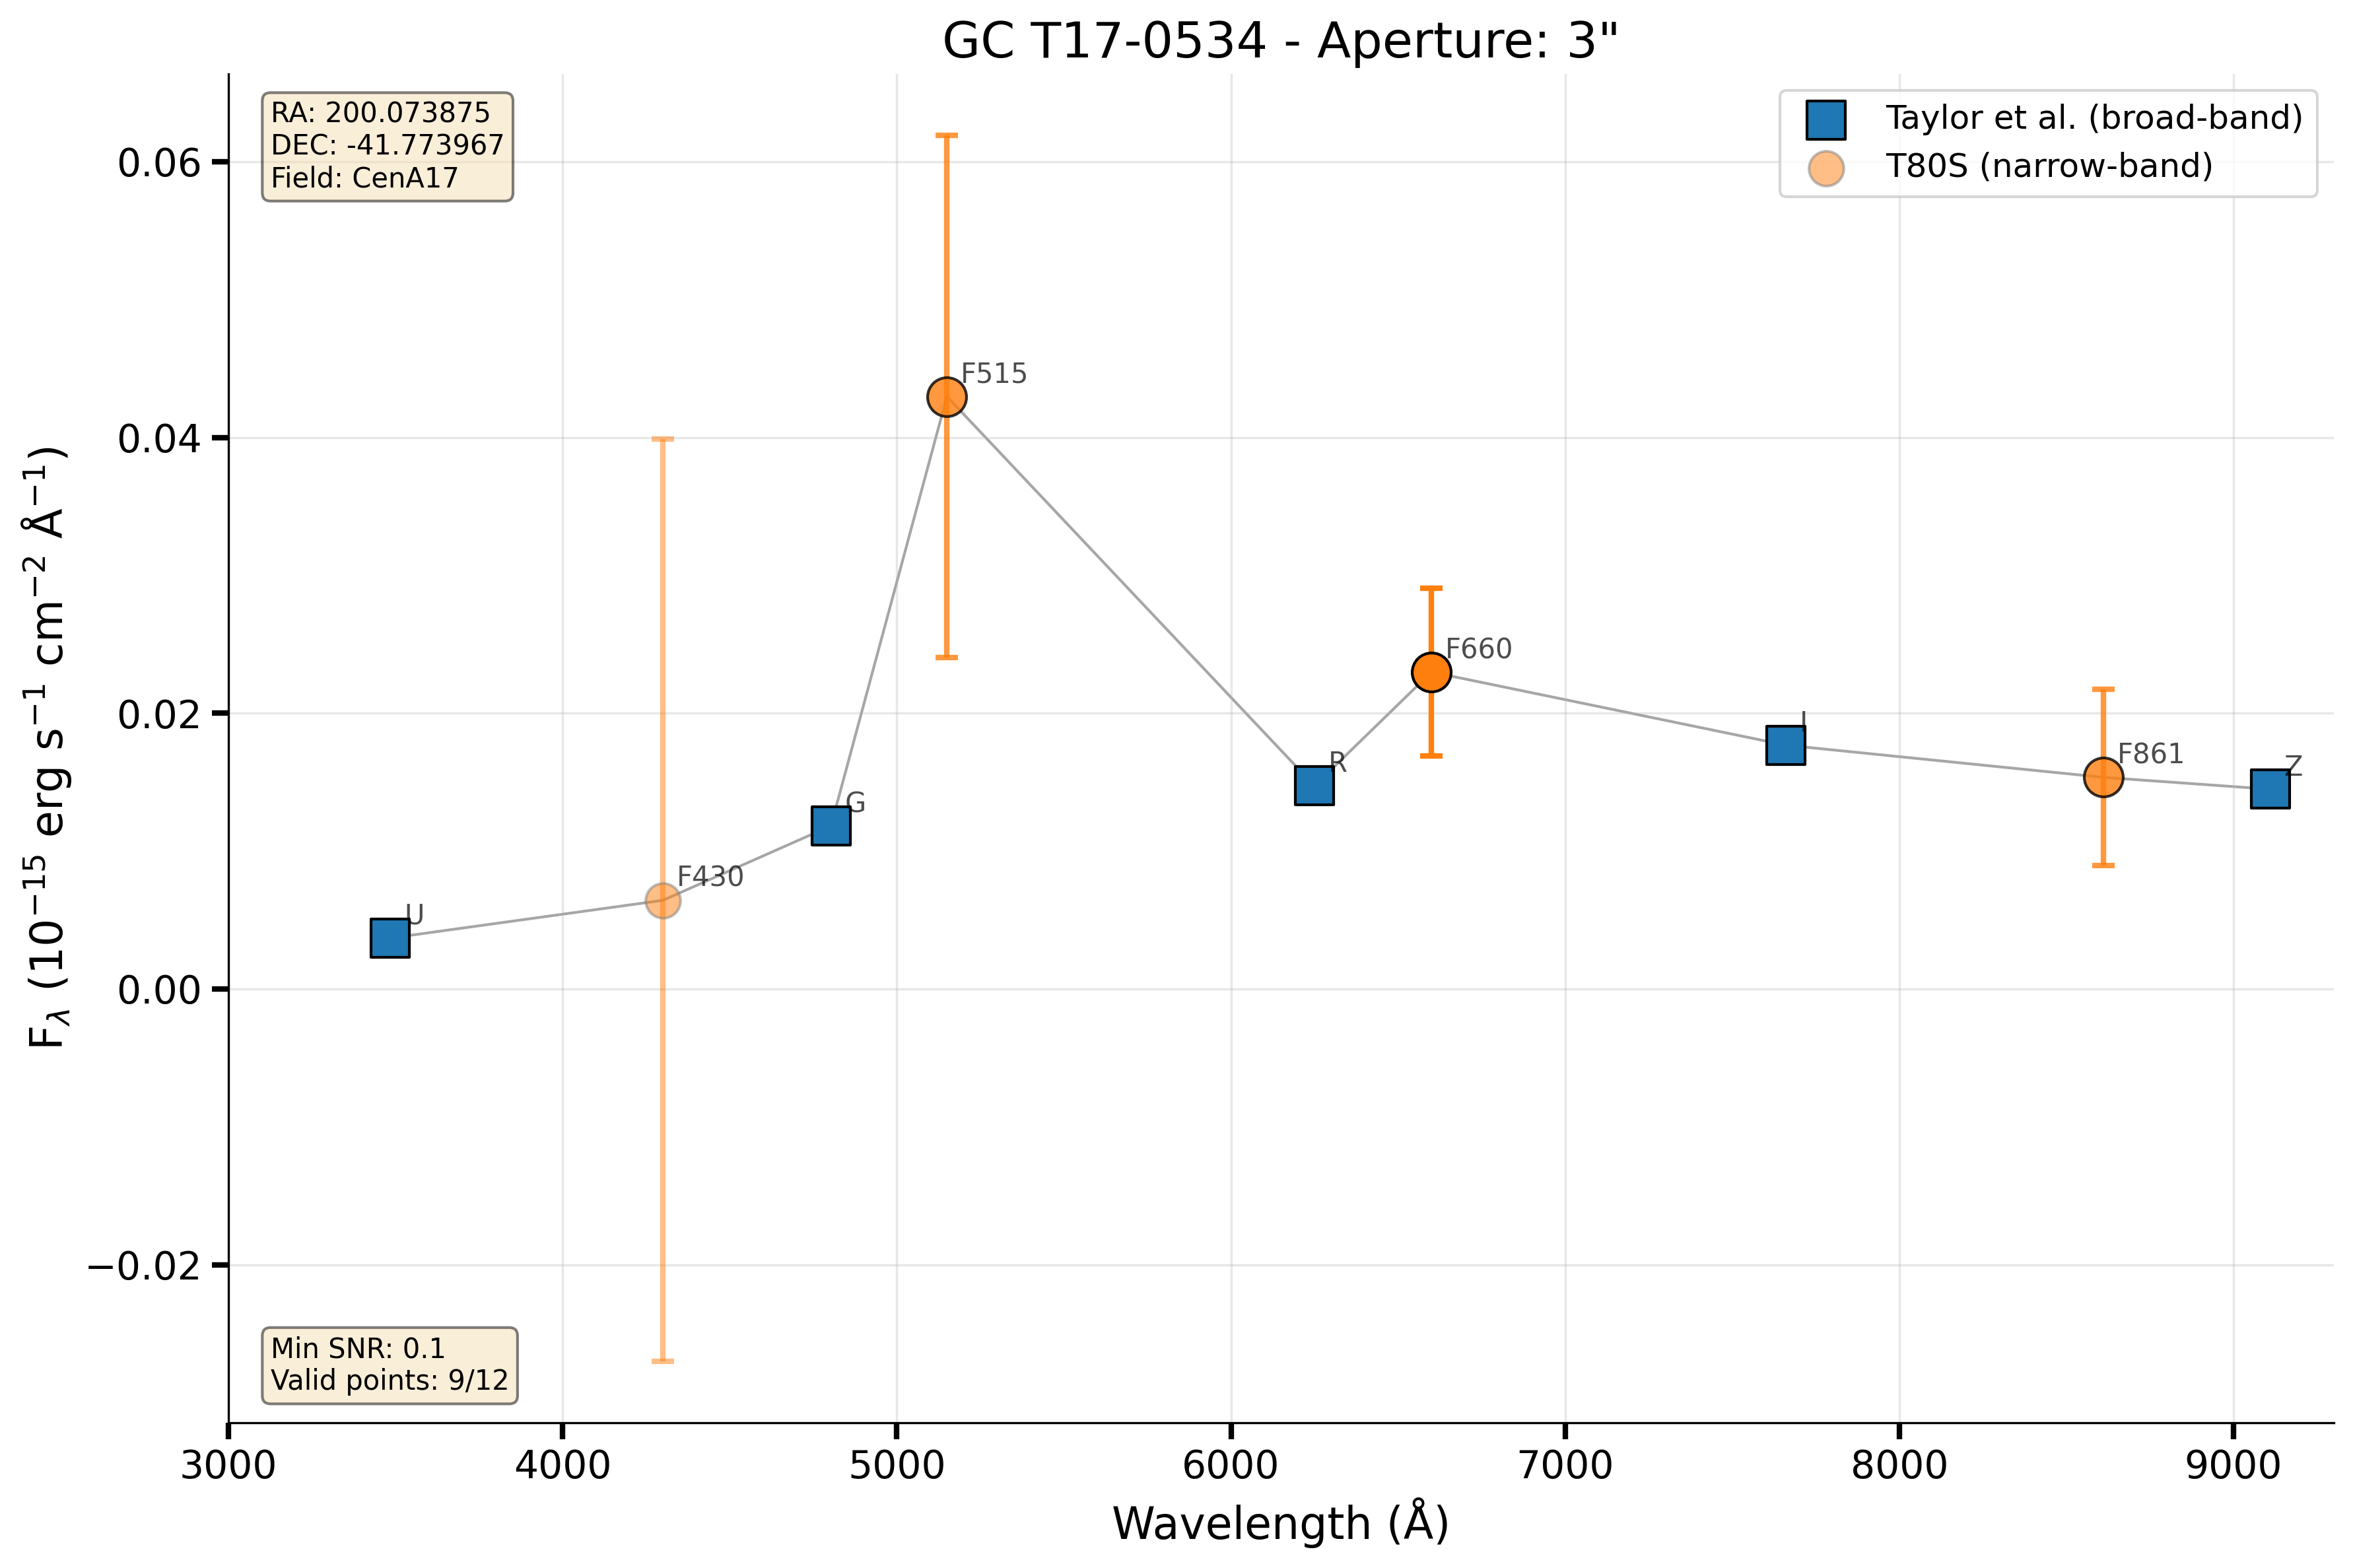 GC T17-0534 - Aperture: 3"
RA: 200.073875
DEC: -41.773967
Field: CenA17
Taylor et al. (broad-band)
T80S (narrow-band)
F_λ (10⁻¹⁵ erg s⁻¹ cm⁻² Å⁻¹)
0.06
0.04
0.02
0.00
−0.02
U
F430
G
F515
R
F660
I
F861
Z
Min SNR: 0.1
Valid points: 9/12
3000 4000 5000 6000 7000 8000 9000
Wavelength (Å)